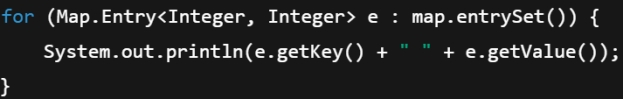 for (Map.Entry<Integer, Integer> e : map.entrySet()) {
    System.out.println(e.getKey() + " " + e.getValue());
}